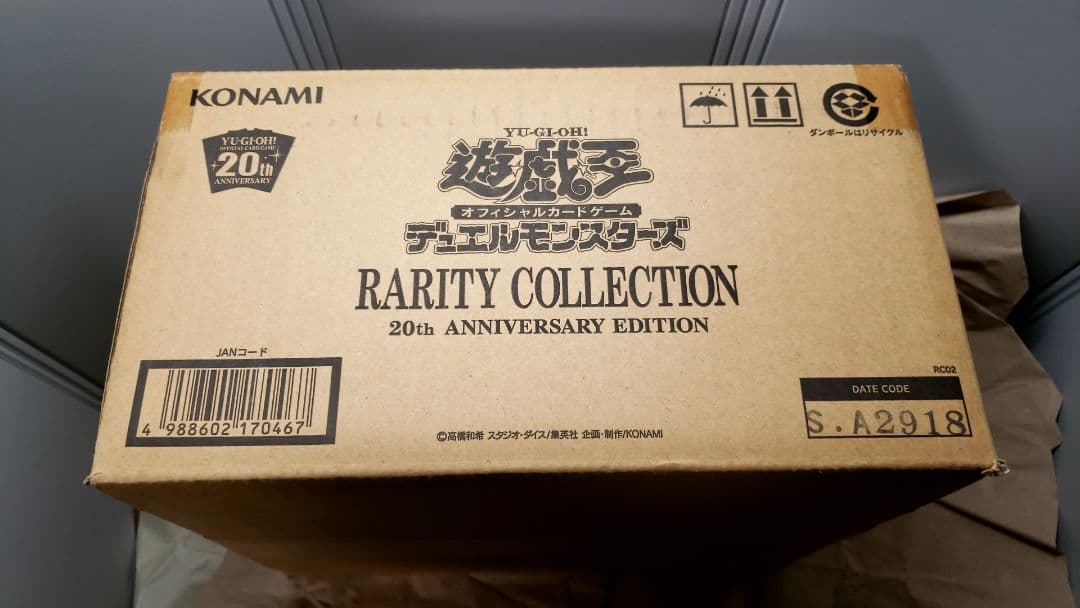 KONAMI
YU-GI-OH!
OFFICIAL CARD GAME
20th
ANNIVERSARY
ダンボールはリサイクル
YU-GI-OH!
遊戯王
オフィシャルカードゲーム
デュエルモンスターズ
RARITY COLLECTION
20th ANNIVERSARY EDITION
JANコード
4 988602 170467
©高橋和希 スタジオ・ダイス/集英社 企画・制作/KONAMI
RC02
DATE CODE
S.A2918